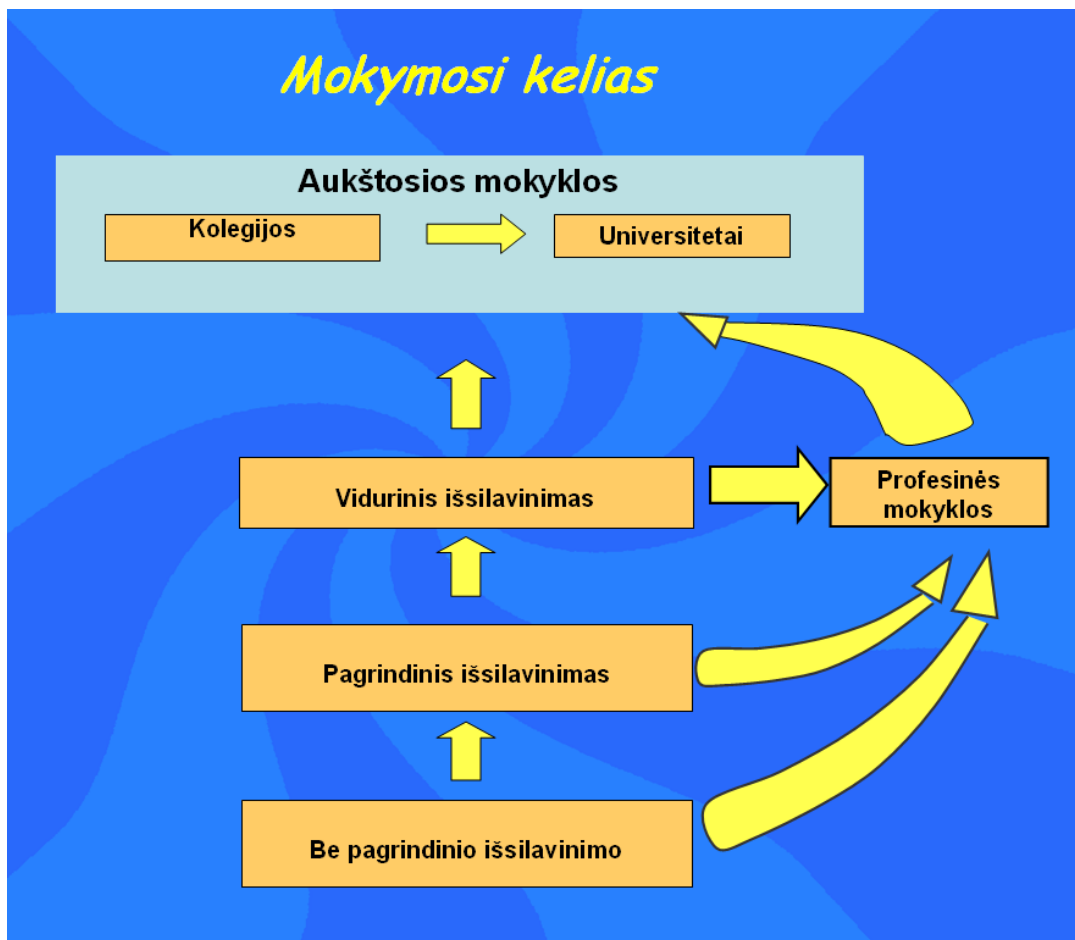 Mokymosi kelias
Aukštosios mokyklos
Kolegijos
Universitetai
Vidurinis išsilavinimas
Profesinės
mokyklos
Pagrindinis išsilavinimas
Be pagrindinio išsilavinimo